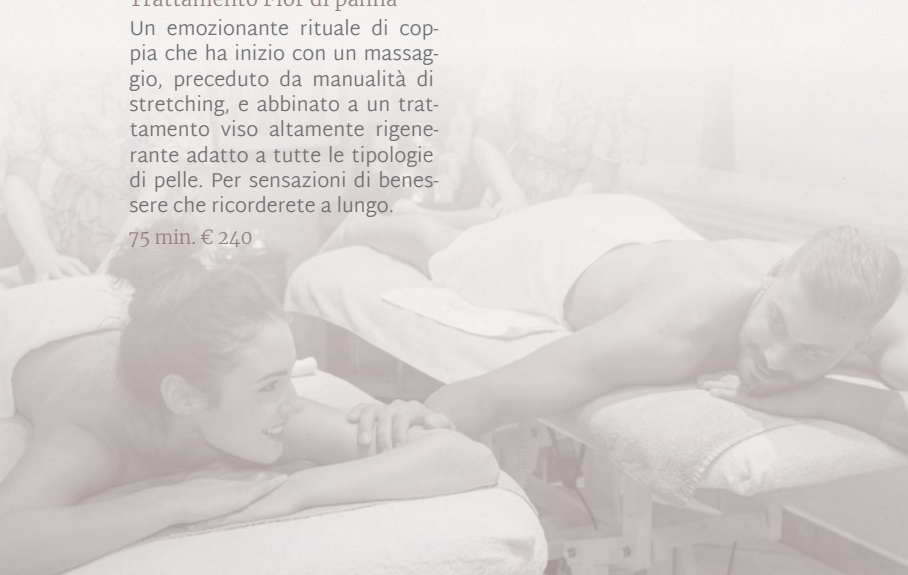 Trattamento Fior di panna
Un emozionante rituale di cop-
pia che ha inizio con un massag-
gio, preceduto da manualità di
stretching, e abbinato a un trat-
tamento viso altamente rigene-
rante adatto a tutte le tipologie
di pelle. Per sensazioni di benes-
sere che ricorderete a lungo.
75 min. € 240